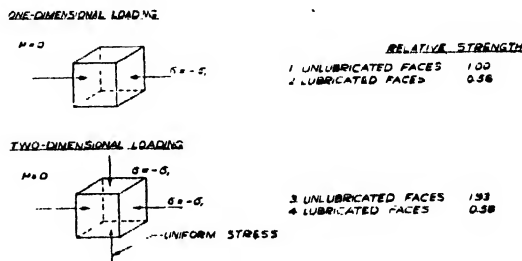 ONE-DIMENSIONAL LOADING
RELATIVE STRENGTH
M=0
σ=-σ,
1 UNLUBRICATED FACES 1.00
2 LUBRICATED FACES 0.56
TWO-DIMENSIONAL LOADING
σ=-σ,
M=0
σ=-σ,
3 UNLUBRICATED FACES 1.93
4 LUBRICATED FACES 0.58
UNIFORM STRESS